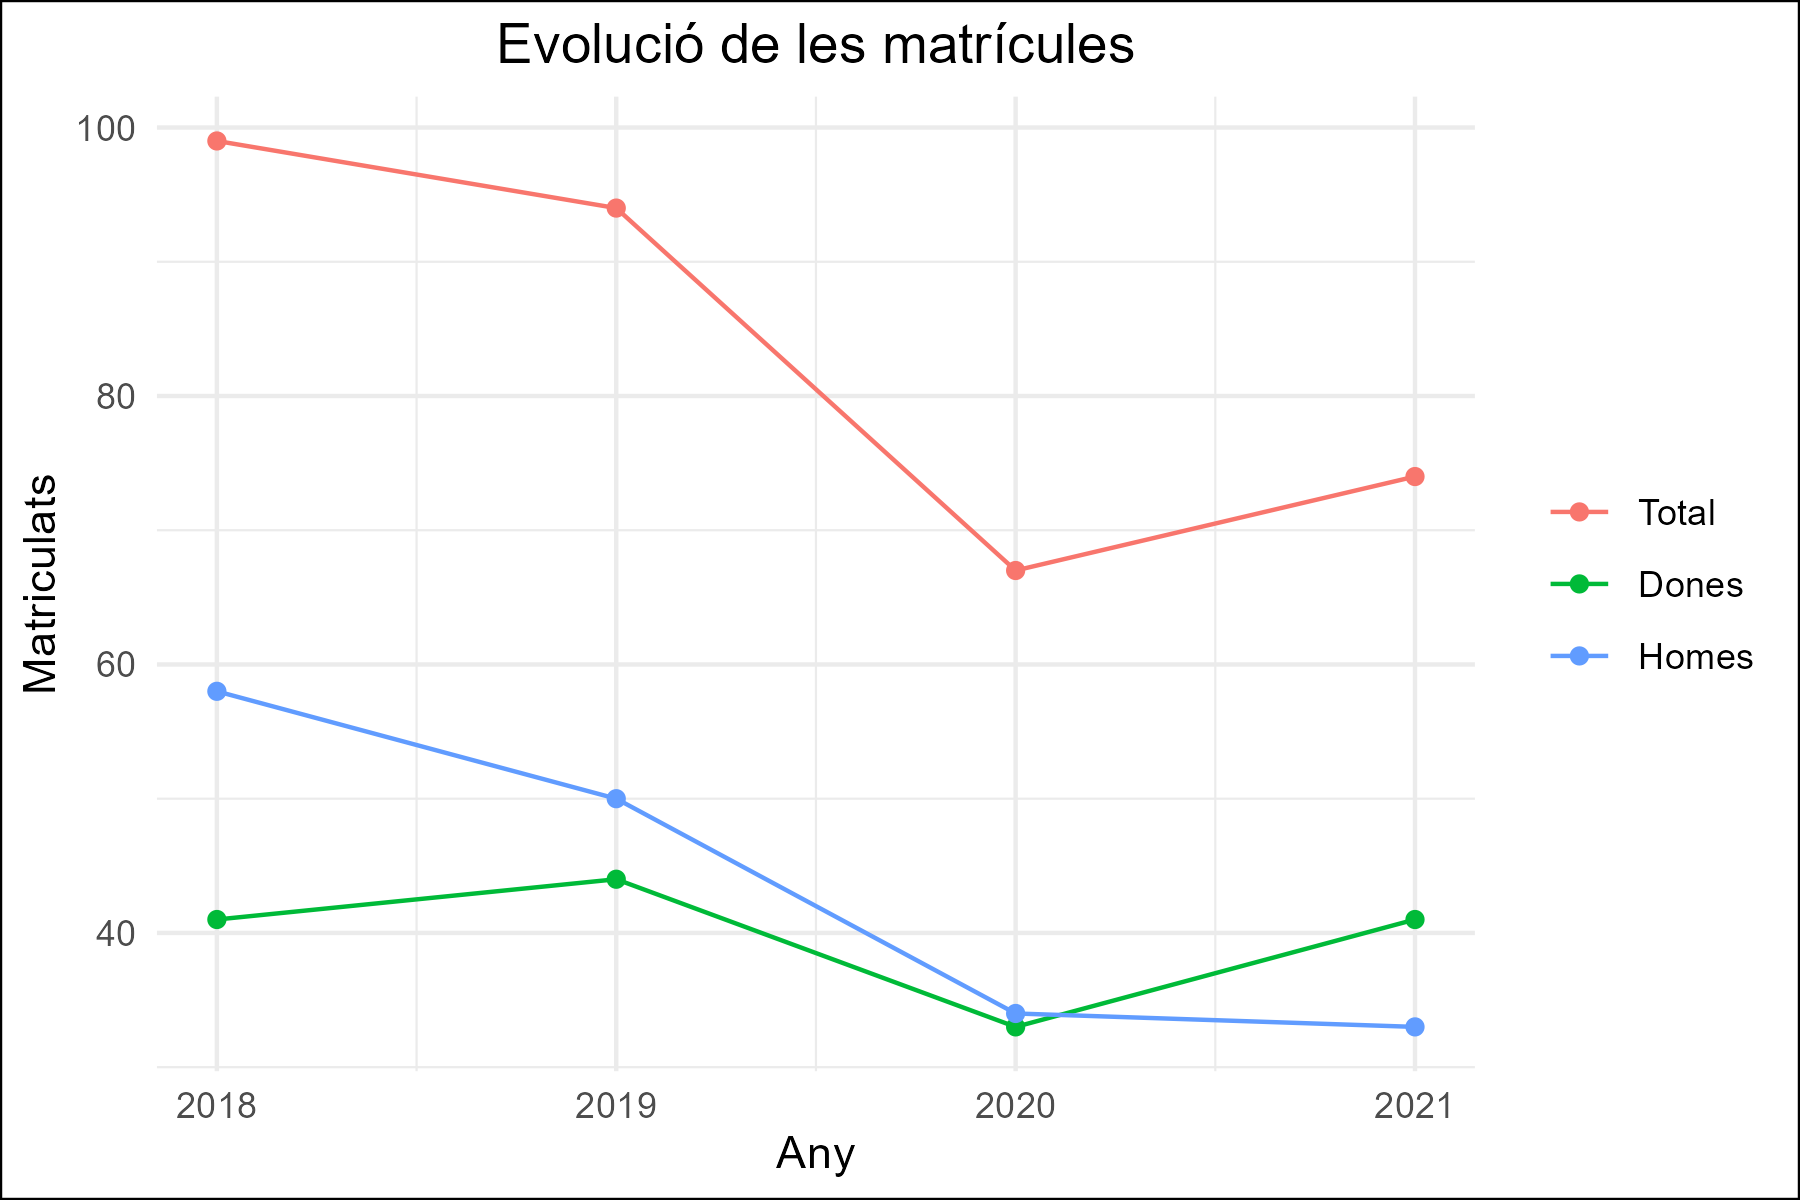 Evolució de les matrícules
100
80
60
40
Matriculats
2018
2019
2020
2021
Any
Total
Dones
Homes